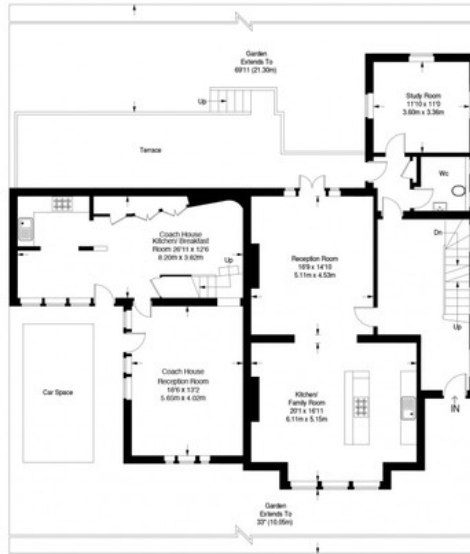 Garden
Extends To
69'11 (21.30m)
Study Room
11'10 x 11'0
3.60m x 3.36m
Up
Terrace
Wc
Coach House
Kitchen/ Breakfast
Room 26'11 x 12'6
8.20m x 3.82m
Up
Reception Room
16'9 x 14'10
5.11m x 4.53m
Dn
Up
Coach House
Reception Room
18'6 x 13'2
5.65m x 4.02m
Car Space
Kitchen/
Family Room
20'1 x 16'11
6.11m x 5.15m
IN
Garden
Extends To
33" (10.05m)